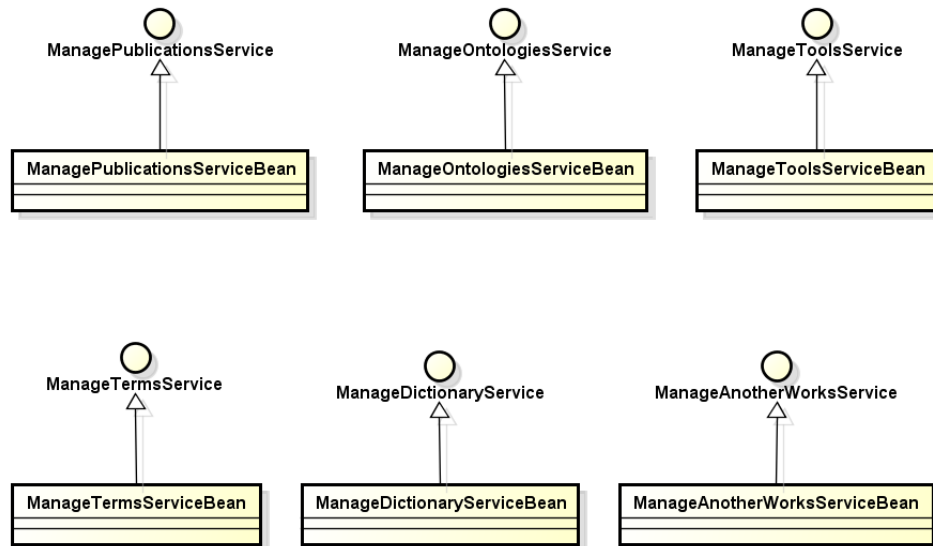 ManagePublicationsService
ManageOntologiesService
ManageToolsService
ManagePublicationsServiceBean
ManageOntologiesServiceBean
ManageToolsServiceBean
ManageTermsService
ManageDictionaryService
ManageAnotherWorksService
ManageTermsServiceBean
ManageDictionaryServiceBean
ManageAnotherWorksServiceBean